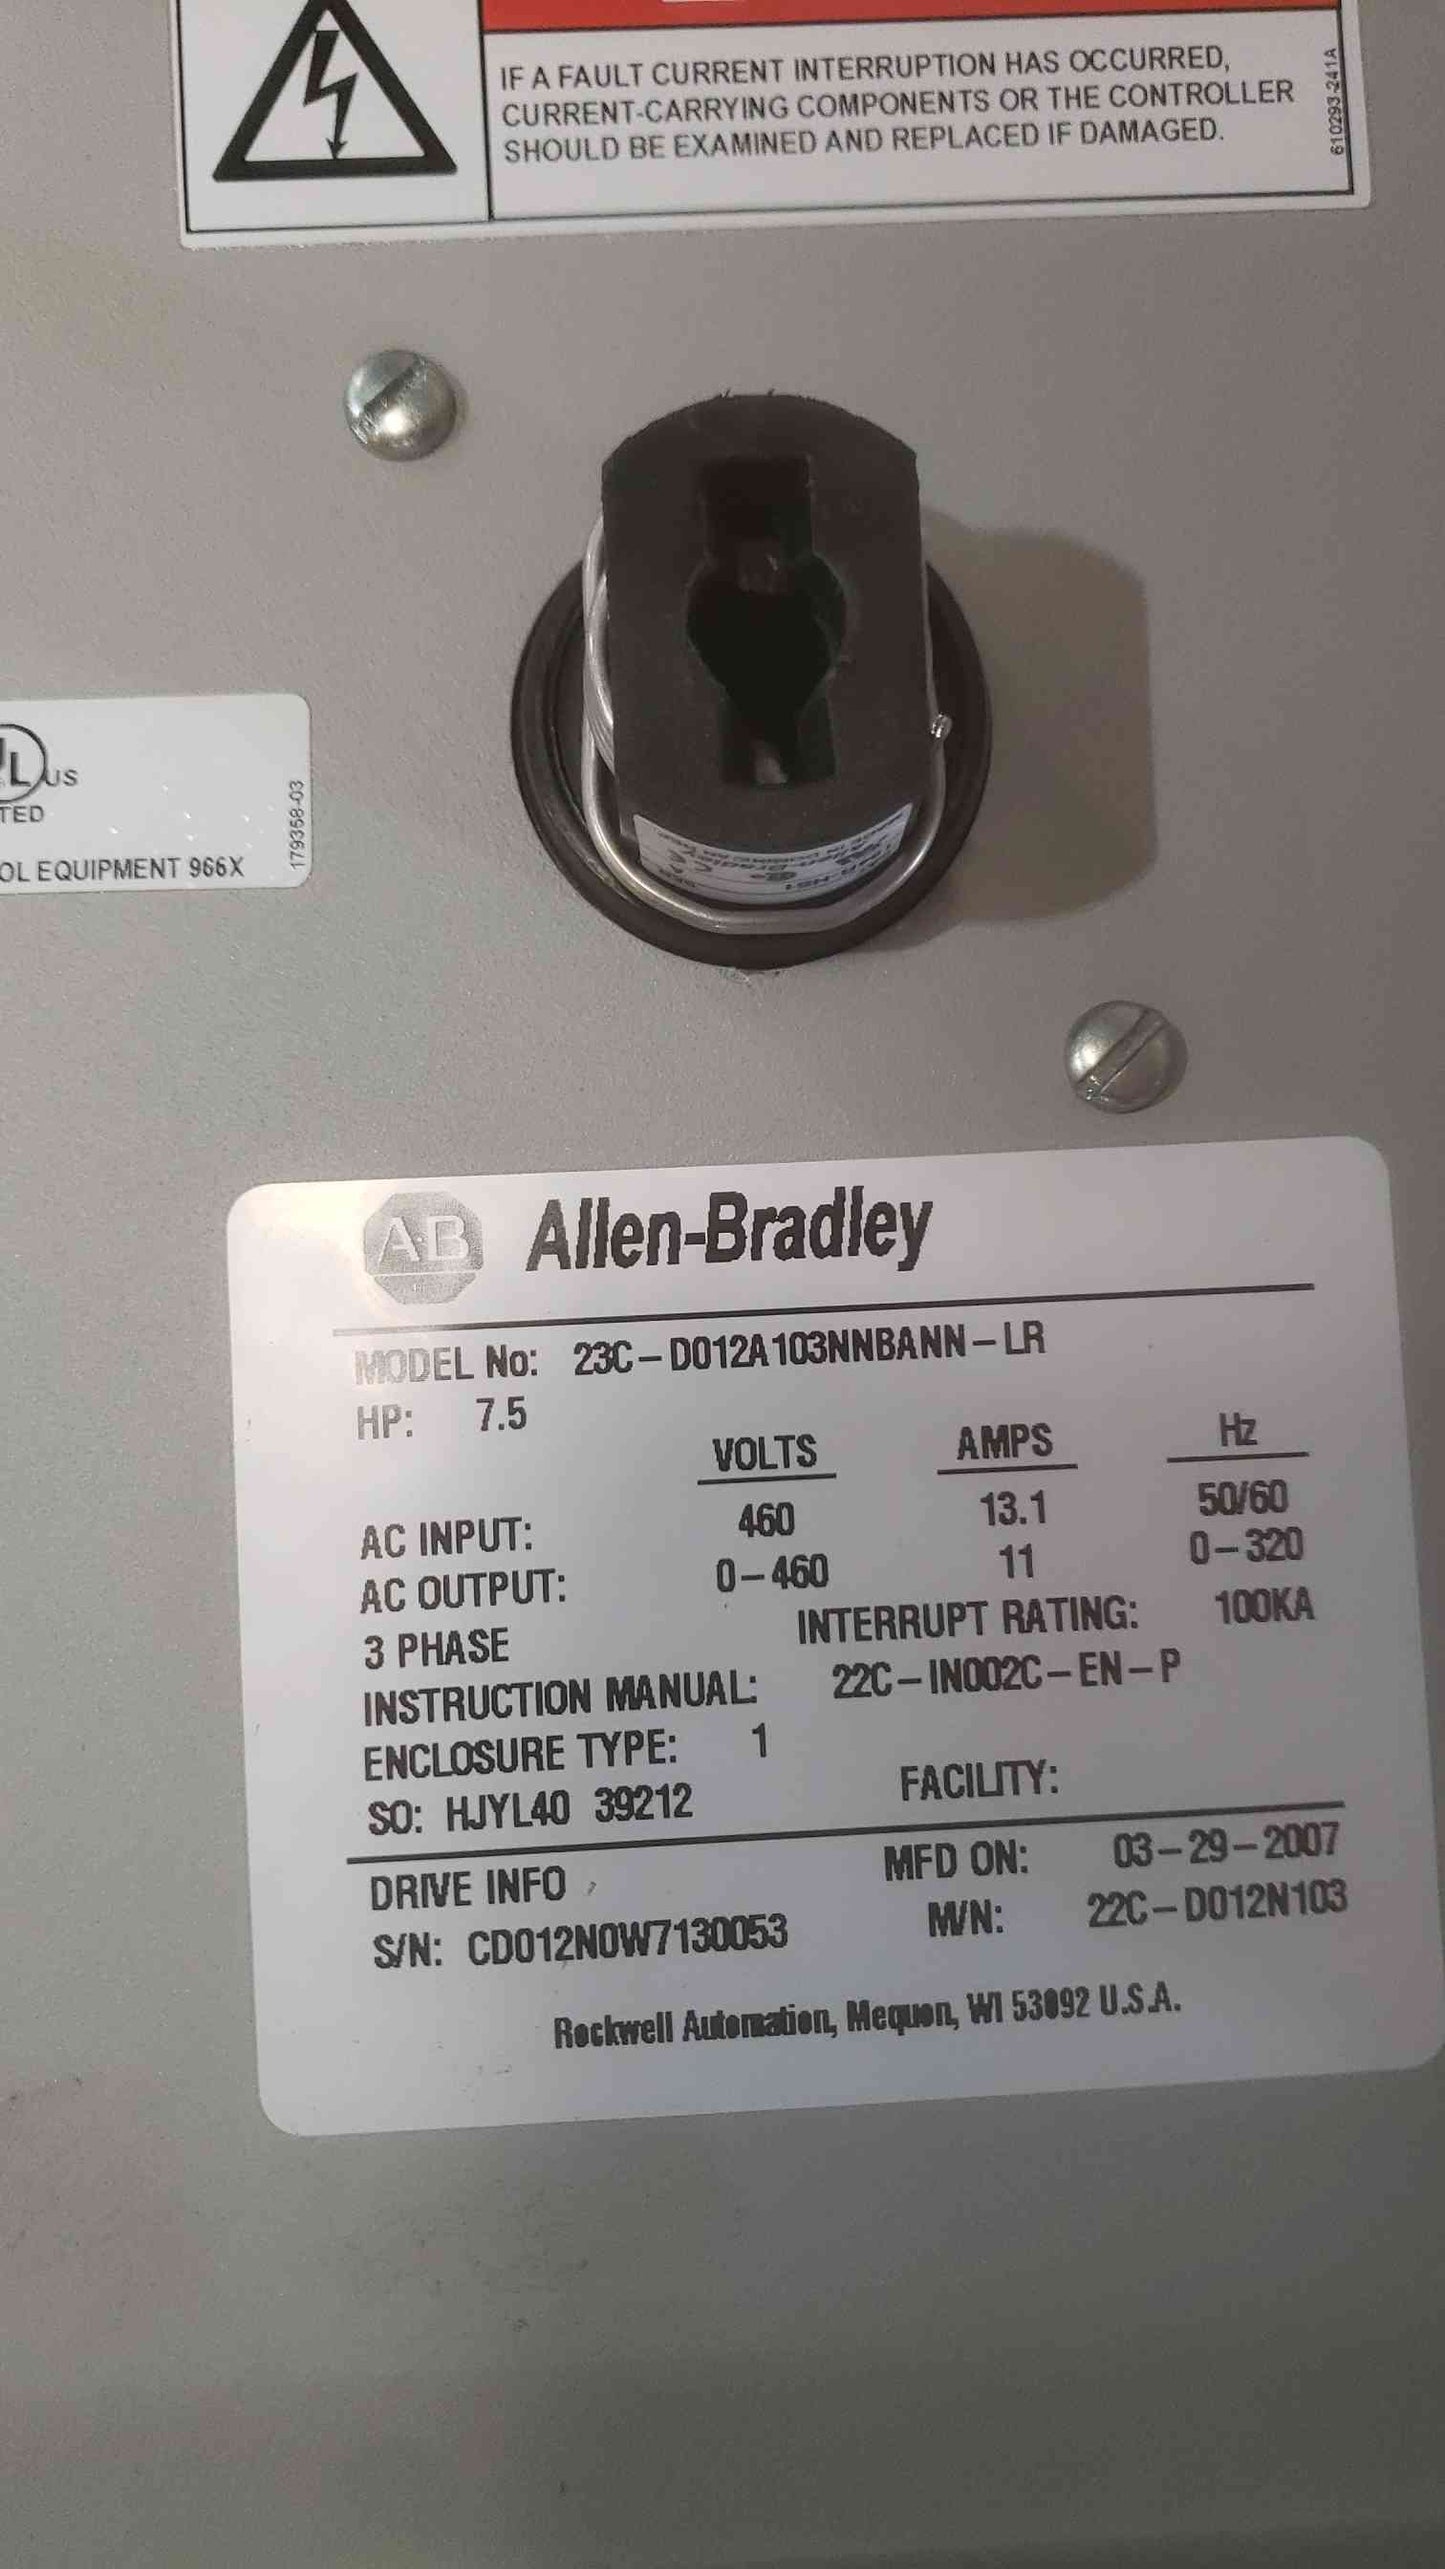 IF A FAULT CURRENT INTERRUPTION HAS OCCURRED,
CURRENT-CARRYING COMPONENTS OR THE CONTROLLER
SHOULD BE EXAMINED AND REPLACED IF DAMAGED.
610293-241A
UL US
TED
OL EQUIPMENT 966X
179358-03
AB Allen-Bradley
MODEL No: 23C-D012A103NNBANN-LR
HP: 7.5
VOLTS AMPS Hz
AC INPUT: 460 13.1 50/60
AC OUTPUT: 0-460 11 0-320
3 PHASE INTERRUPT RATING: 100KA
INSTRUCTION MANUAL: 22C-IN002C-EN-P
ENCLOSURE TYPE: 1
SO: HJYL40 39212 FACILITY:
DRIVE INFO MFD ON: 03-29-2007
S/N: CD012N0W7130053 M/N: 22C-D012N103
Rockwell Automation, Mequon, WI 53092 U.S.A.